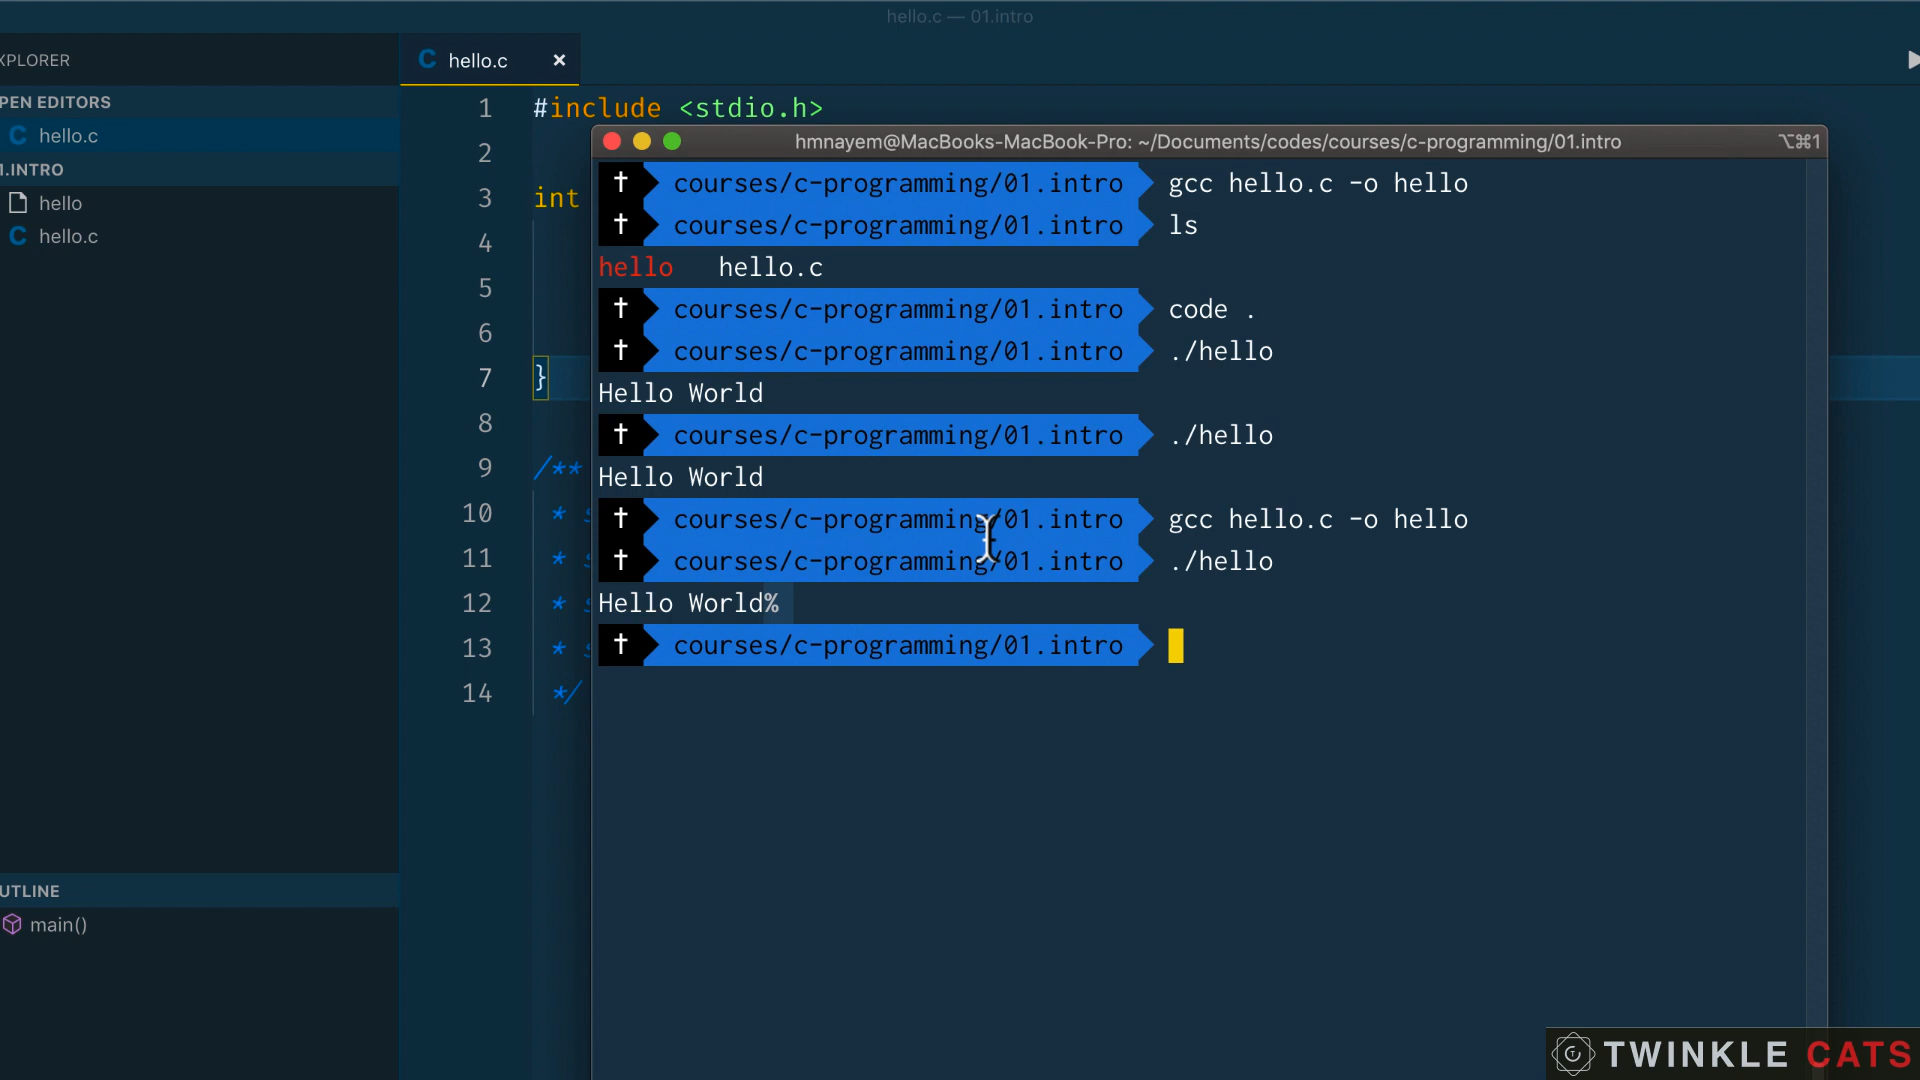 hello.c — 01.intro
XPLORER
hello.c
PEN EDITORS
hello.c
1.INTRO
hello
hello.c
UTLINE
main()
1 #include <stdio.h>
2
3 int
4
5
6
7 }
8
9 /**
10 *
11 *
12 *
13 *
14 */
hmnayem@MacBooks-MacBook-Pro: ~/Documents/codes/courses/c-programming/01.intro ⌥⌘1
† courses/c-programming/01.intro gcc hello.c -o hello
† courses/c-programming/01.intro ls
hello hello.c
† courses/c-programming/01.intro code .
† courses/c-programming/01.intro ./hello
Hello World
† courses/c-programming/01.intro ./hello
Hello World
† courses/c-programming/01.intro gcc hello.c -o hello
† courses/c-programming/01.intro ./hello
Hello World%
† courses/c-programming/01.intro
TWINKLE CATS